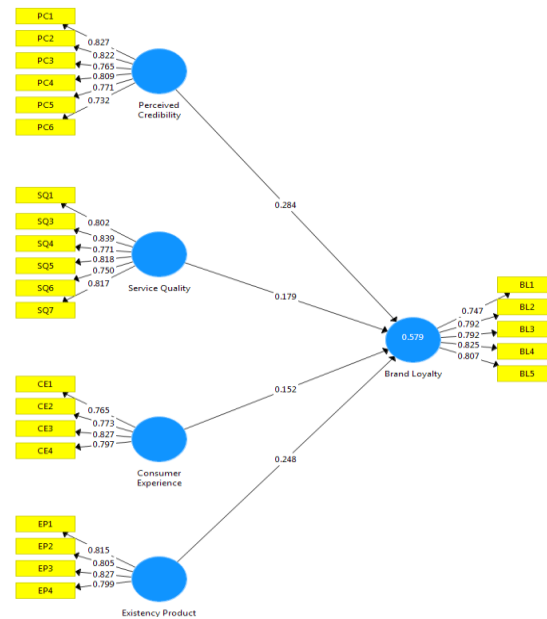 PC1
PC2
PC3
PC4
PC5
PC6
0.827
0.822
0.765
0.809
0.771
0.732
Perceived
Credibility
0.284
SQ1
SQ3
SQ4
SQ5
SQ6
SQ7
0.802
0.839
0.771
0.818
0.750
0.817
Service Quality
0.179
BL1
BL2
BL3
BL4
BL5
0.747
0.792
0.792
0.825
0.807
0.579
Brand Loyalty
CE1
CE2
CE3
CE4
0.765
0.773
0.827
0.797
Consumer
Experience
0.152
0.248
EP1
EP2
EP3
EP4
0.815
0.805
0.827
0.799
Existency Product